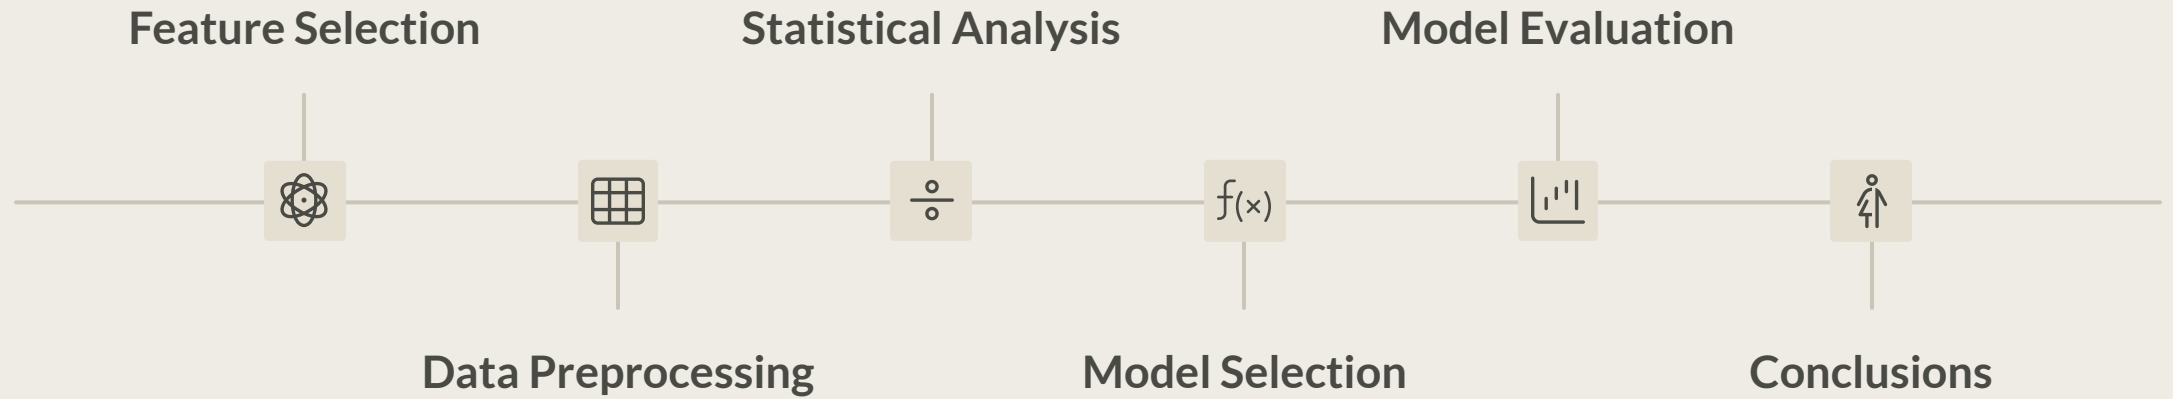 Feature Selection
Data Preprocessing
Statistical Analysis
f(x)
Model Selection
Model Evaluation
Conclusions